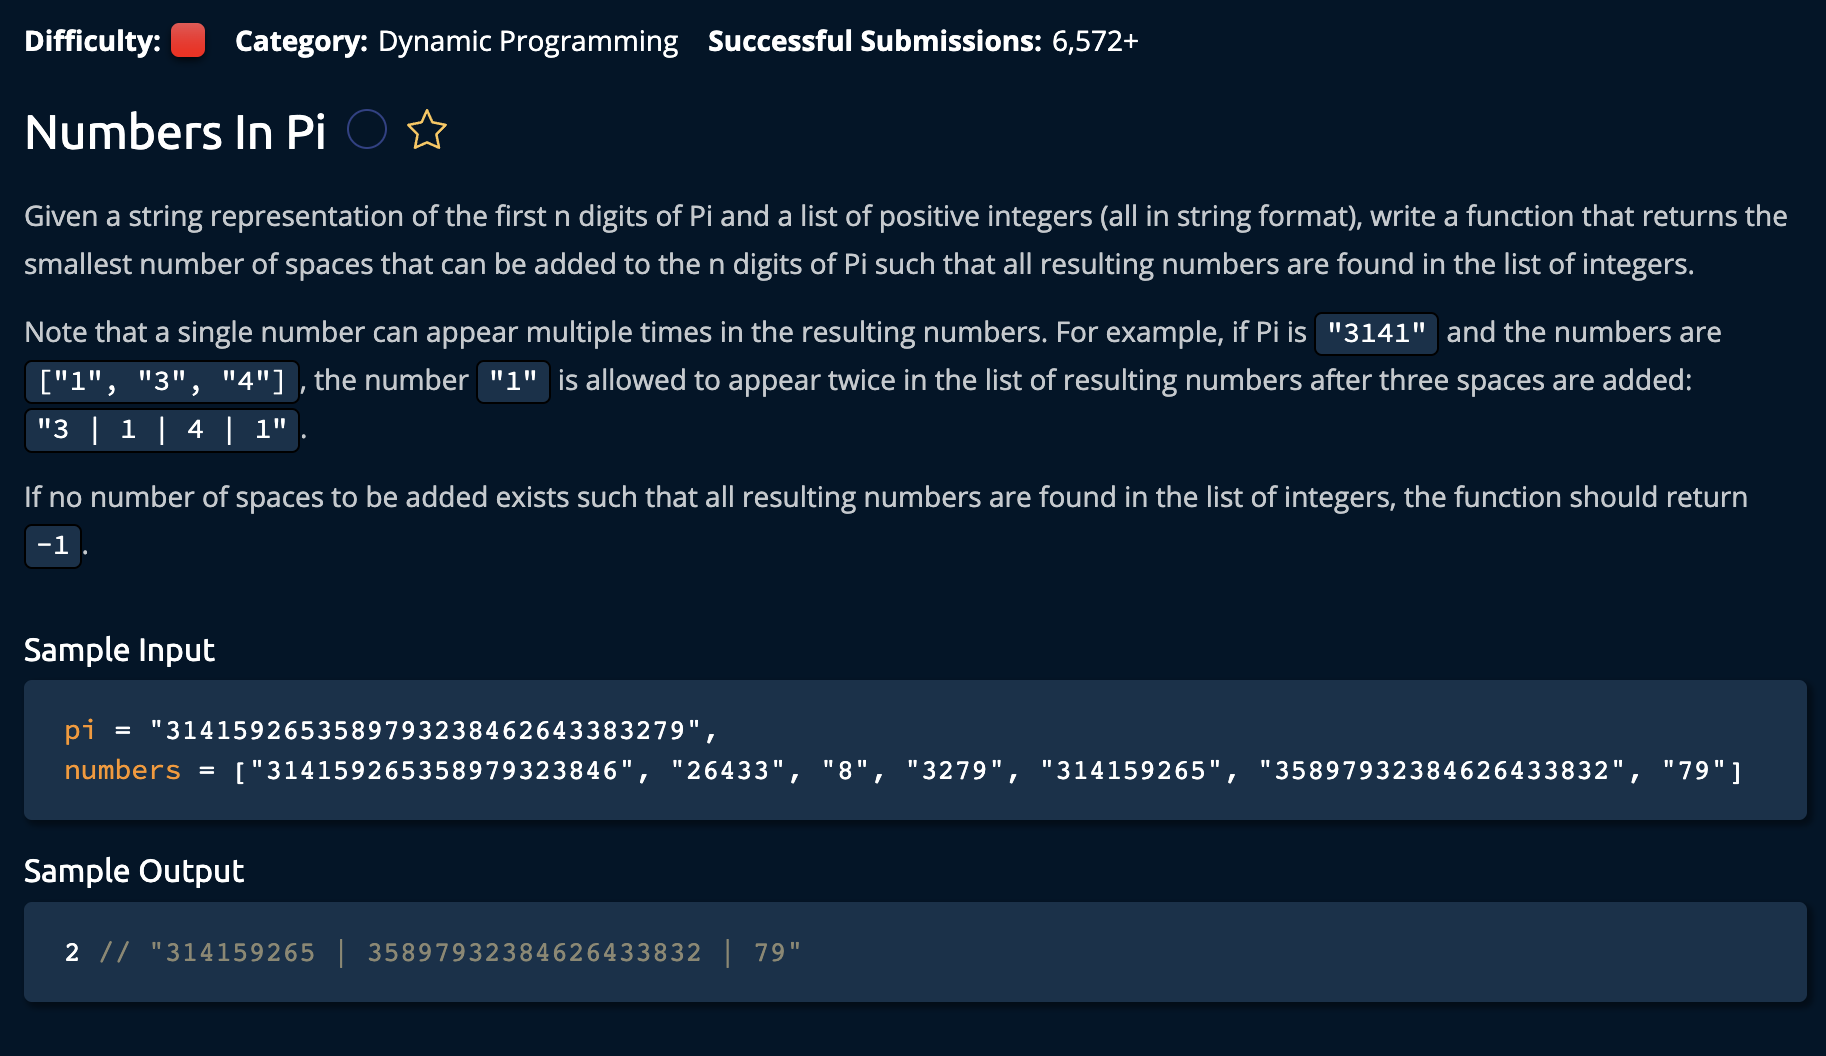 Difficulty: Category: Dynamic Programming Successful Submissions: 6,572+
Numbers In Pi
Given a string representation of the first n digits of Pi and a list of positive integers (all in string format), write a function that returns the
smallest number of spaces that can be added to the n digits of Pi such that all resulting numbers are found in the list of integers.
Note that a single number can appear multiple times in the resulting numbers. For example, if Pi is "3141" and the numbers are
["1", "3", "4"], the number "1" is allowed to appear twice in the list of resulting numbers after three spaces are added:
"3 | 1 | 4 | 1".
If no number of spaces to be added exists such that all resulting numbers are found in the list of integers, the function should return
-1.
Sample Input
pi = "3141592653589793238462643383279",
numbers = ["314159265358979323846", "26433", "8", "3279", "314159265", "35897932384626433832", "79"]
Sample Output
2 // "314159265 | 35897932384626433832 | 79"